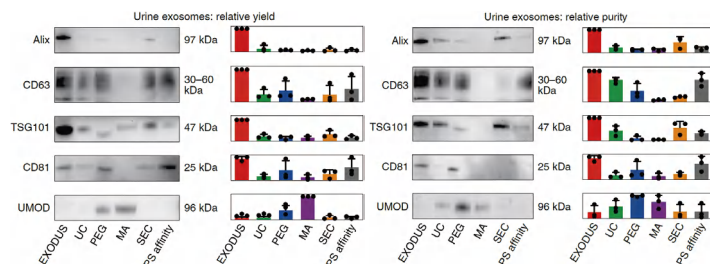 Urine exosomes: relative yield
Alix
97 kDa
CD63
30–60
kDa
TSG101
47 kDa
CD81
25 kDa
UMOD
96 kDa
EXODUS
UC
PEG
MA
SEC
PS affinity
EXODUS
UC
PEG
MA
SEC
PS affinity
Urine exosomes: relative purity
Alix
97 kDa
CD63
30–60
kDa
TSG101
47 kDa
CD81
25 kDa
UMOD
96 kDa
EXODUS
UC
PEG
MA
SEC
PS affinity
EXODUS
UC
PEG
MA
SEC
PS affinity